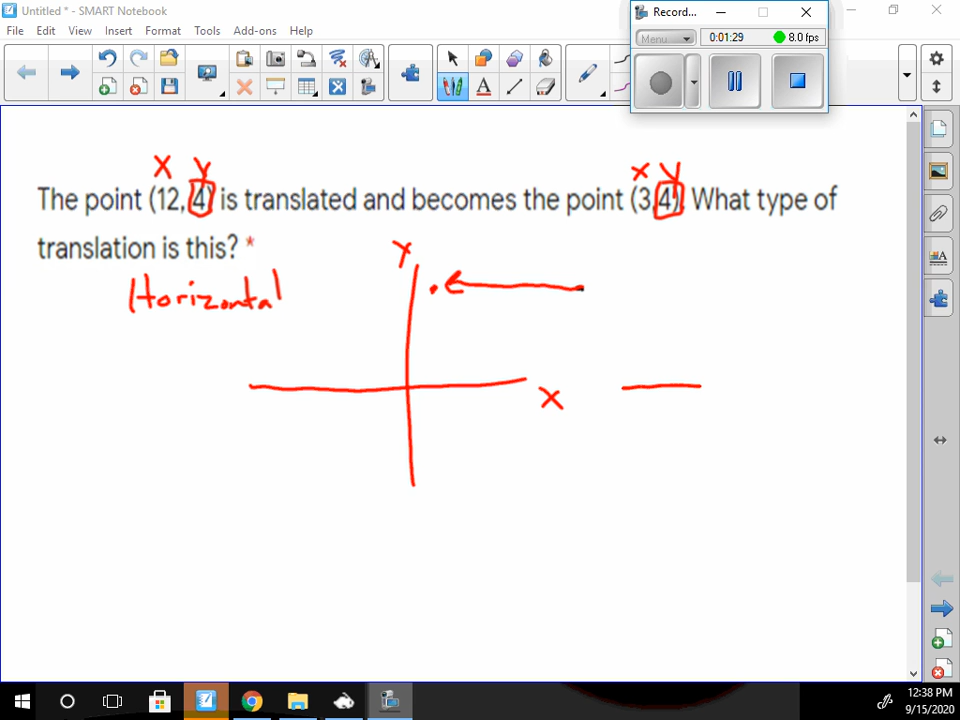 Untitled * - SMART Notebook
File Edit View Insert Format Tools Add-ons Help
Record...
Menu 0:01:29 8.0 fps
X Y X Y
The point (12, 4) is translated and becomes the point (3,4). What type of
translation is this? *
Horizontal
Y
X
12:38 PM
9/15/2020